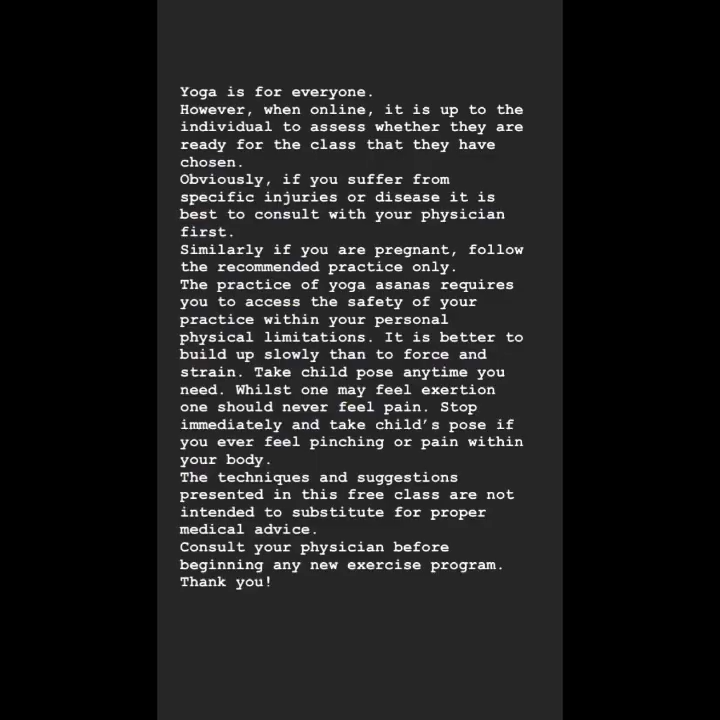 Yoga is for everyone.
However, when online, it is up to the
individual to assess whether they are
ready for the class that they have
chosen.
Obviously, if you suffer from
specific injuries or disease it is
best to consult with your physician
first.
Similarly if you are pregnant, follow
the recommended practice only.
The practice of yoga asanas requires
you to access the safety of your
practice within your personal
physical limitations. It is better to
build up slowly than to force and
strain. Take child pose anytime you
need. Whilst one may feel exertion
one should never feel pain. Stop
immediately and take child’s pose if
you ever feel pinching or pain within
your body.
The techniques and suggestions
presented in this free class are not
intended to substitute for proper
medical advice.
Consult your physician before
beginning any new exercise program.
Thank you!